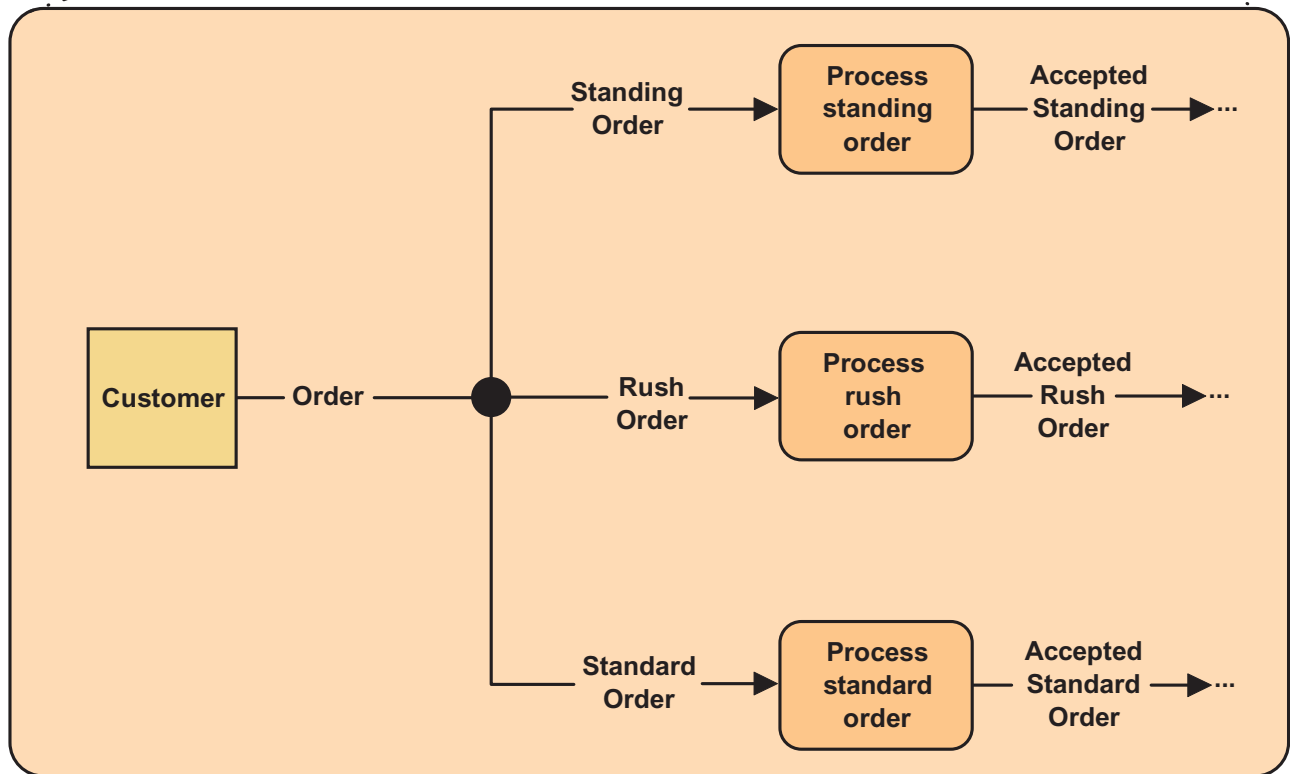 Customer
Order
Standing
Order
Process
standing
order
Accepted
Standing
Order
...
Rush
Order
Process
rush
order
Accepted
Rush
Order
...
Standard
Order
Process
standard
order
Accepted
Standard
Order
...